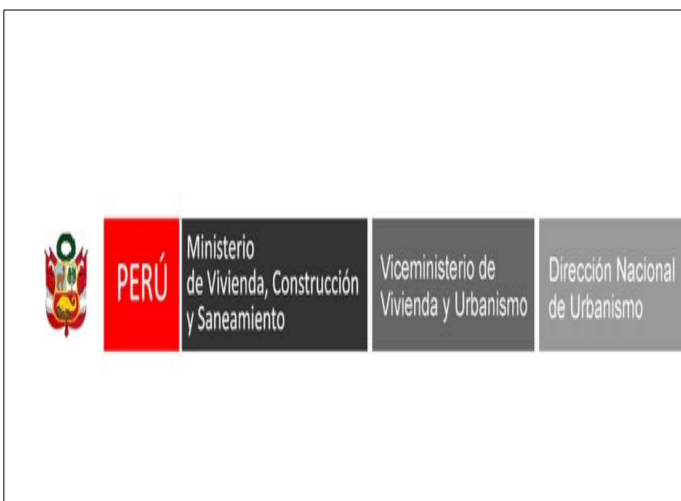 PERÚ
Ministerio
de Vivienda, Construcción
y Saneamiento
Viceministerio de
Vivienda y Urbanismo
Dirección Nacional
de Urbanismo